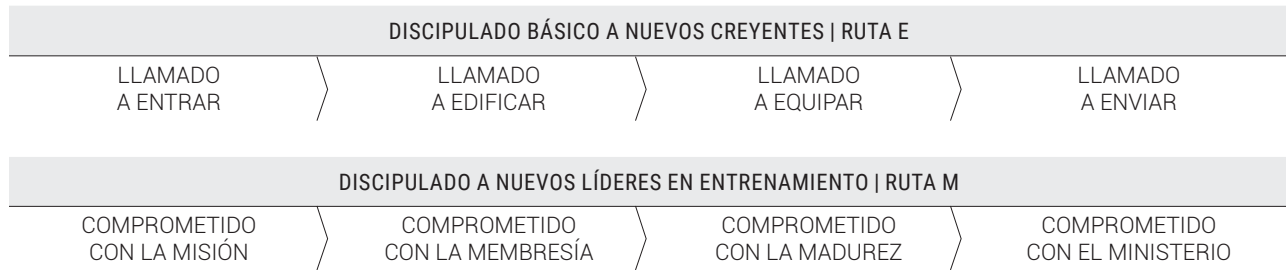 DISCIPULADO BÁSICO A NUEVOS CREYENTES | RUTA E
LLAMADO
A ENTRAR
LLAMADO
A EDIFICAR
LLAMADO
A EQUIPAR
LLAMADO
A ENVIAR
DISCIPULADO A NUEVOS LÍDERES EN ENTRENAMIENTO | RUTA M
COMPROMETIDO
CON LA MISIÓN
COMPROMETIDO
CON LA MEMBRESÍA
COMPROMETIDO
CON LA MADUREZ
COMPROMETIDO
CON EL MINISTERIO